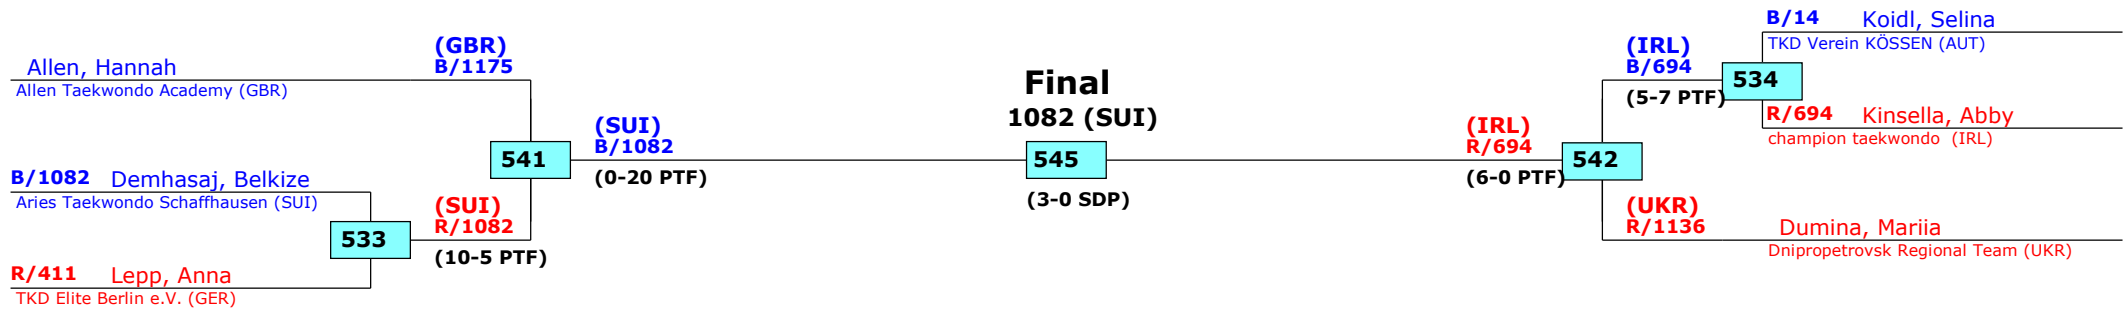 Allen, Hannah
Allen Taekwondo Academy (GBR)
(GBR)
B/1175
B/1082 Demhasaj, Belkize
Aries Taekwondo Schaffhausen (SUI)
533
R/411 Lepp, Anna
TKD Elite Berlin e.V. (GER)
(SUI)
R/1082
(10-5 PTF)
541
(SUI)
B/1082
(0-20 PTF)
Final
1082 (SUI)
545
(3-0 SDP)
(IRL)
R/694
(6-0 PTF)
542
(IRL)
B/694
(5-7 PTF)
534
B/14 Koidl, Selina
TKD Verein KÖSSEN (AUT)
R/694 Kinsella, Abby
champion taekwondo (IRL)
(UKR)
R/1136
Dumina, Mariia
Dnipropetrovsk Regional Team (UKR)